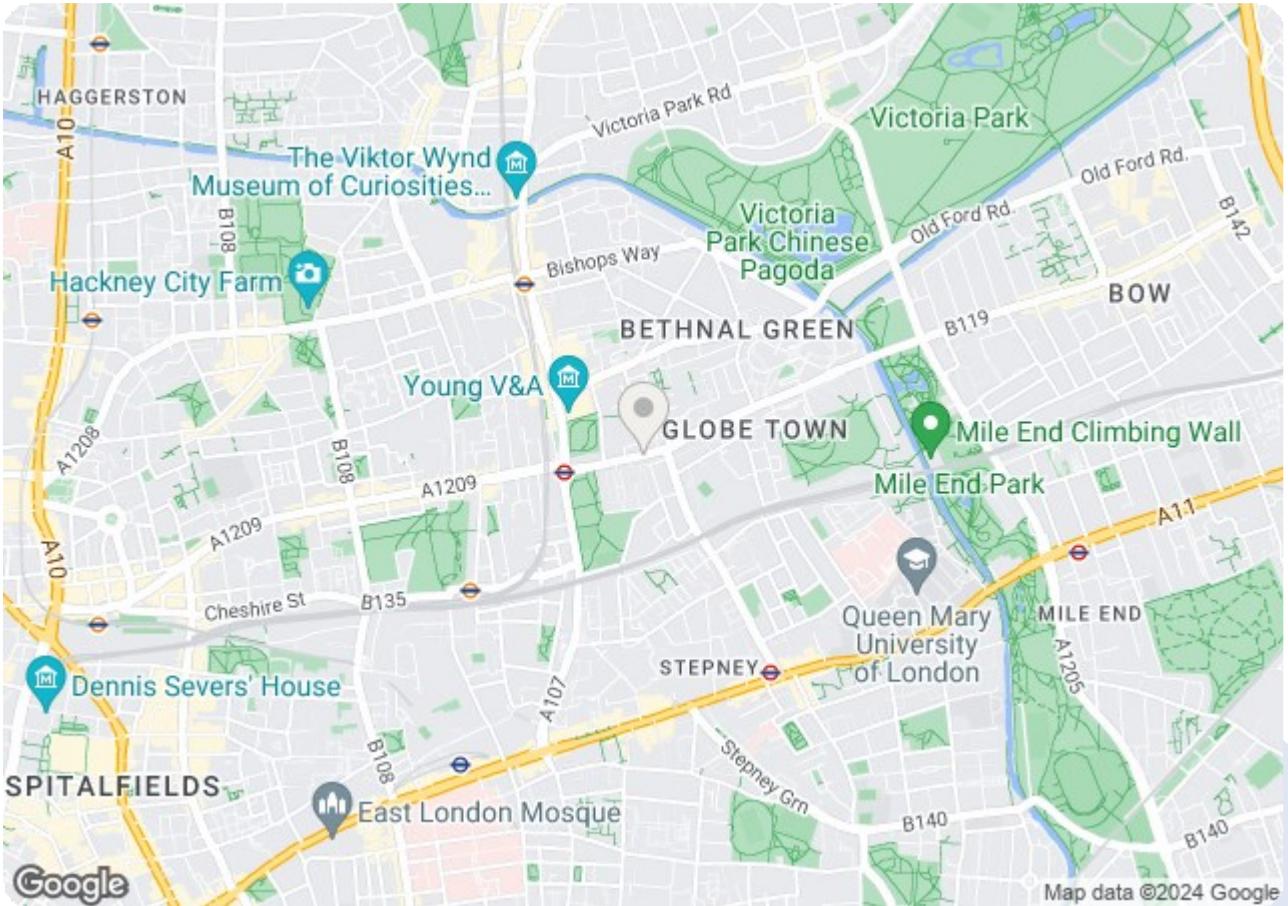 HAGGERSTON
A10
Victoria Park Rd
Victoria Park
The Viktor Wynd
Museum of Curiosities...
Old Ford Rd.
B108
Victoria
Park Chinese
Pagoda
Old Ford Rd.
B142
Hackney City Farm
Bishops Way
BOW
BETHNAL GREEN
B119
Young V&A
GLOBE TOWN
Mile End Climbing Wall
A1208
B108
A1209
Mile End Park
A11
A1209
A10
Cheshire St
B135
Queen Mary
University
of London
MILE END
STEPNEY
A1205
Dennis Severs' House
A107
B108
Stepney Grn
SPITALFIELDS
East London Mosque
B140
B140
Google
Map data ©2024 Google